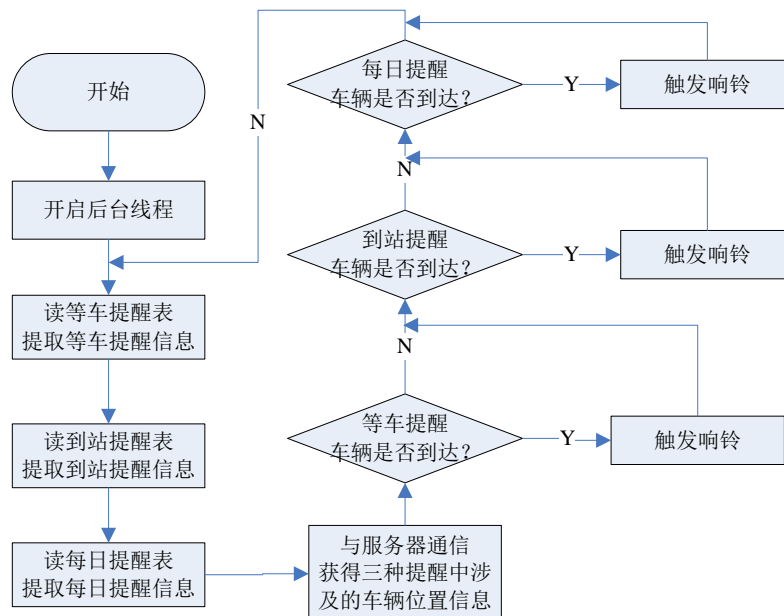 开始
开启后台线程
读等车提醒表
提取等车提醒信息
读到站提醒表
提取到站提醒信息
读每日提醒表
提取每日提醒信息
与服务器通信
获得三种提醒中涉
及的车辆位置信息
等车提醒
车辆是否到达?
Y
触发响铃
N
到站提醒
车辆是否到达?
Y
触发响铃
N
每日提醒
车辆是否到达?
Y
触发响铃
N